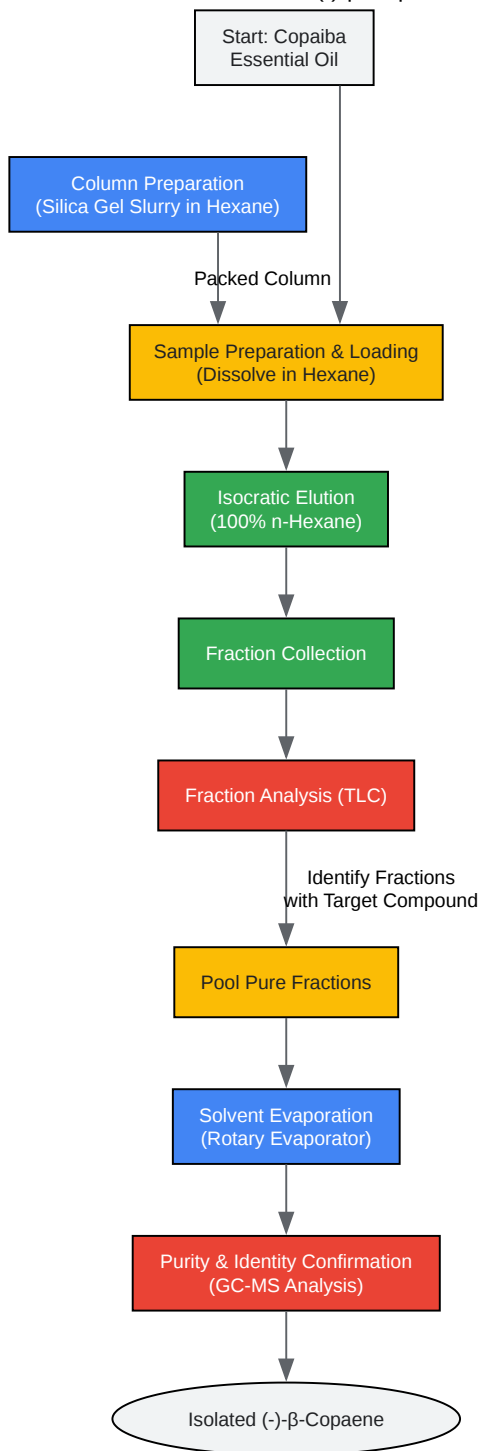 Start: Copaiba
Essential Oil
Column Preparation
(Silica Gel Slurry in Hexane)
Packed Column
Sample Preparation & Loading
(Dissolve in Hexane)
Isocratic Elution
(100% n-Hexane)
Fraction Collection
Fraction Analysis (TLC)
Identify Fractions
with Target Compound
Pool Pure Fractions
Solvent Evaporation
(Rotary Evaporator)
Purity & Identity Confirmation
(GC-MS Analysis)
Isolated (-)-β-Copaene